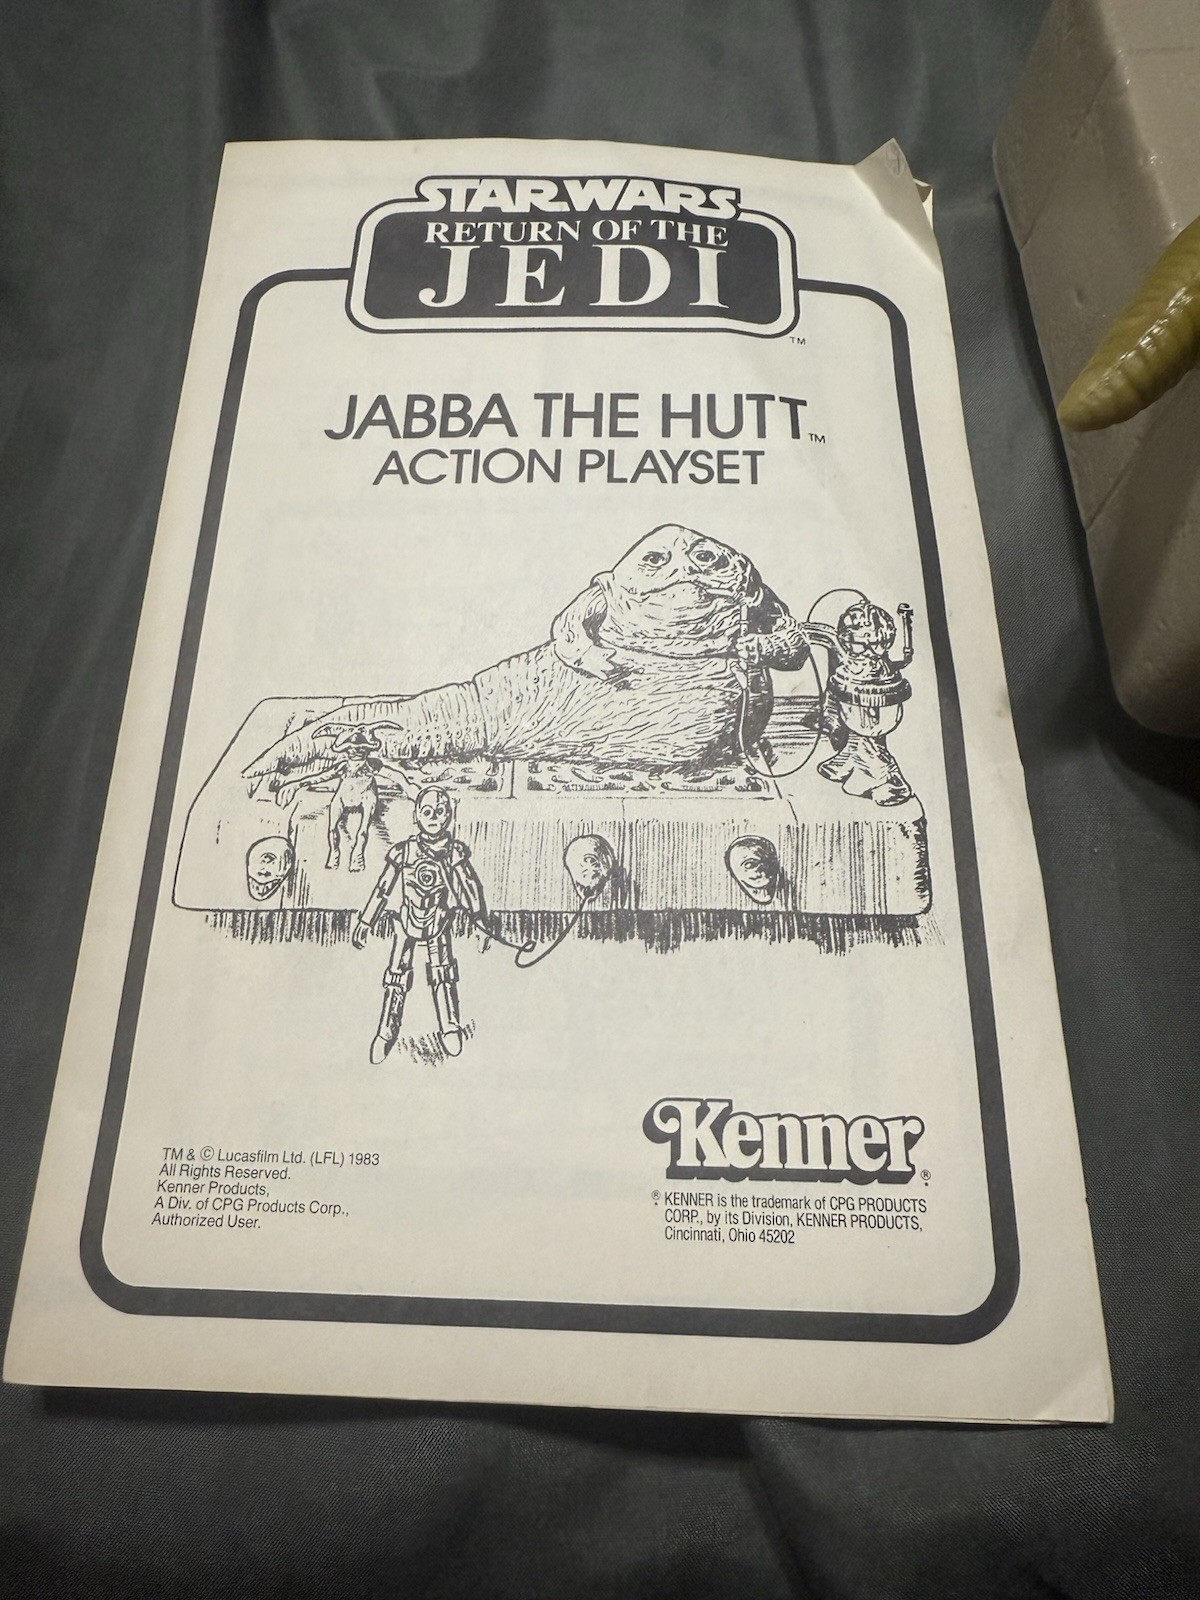 STAR WARS
RETURN OF THE
JEDI
TM
JABBA THE HUTT TM
ACTION PLAYSET
TM & © Lucasfilm Ltd. (LFL) 1983
All Rights Reserved.
Kenner Products,
A Div. of CPG Products Corp.,
Authorized User.
Kenner®
® KENNER is the trademark of CPG PRODUCTS
CORP., by its Division, KENNER PRODUCTS,
Cincinnati, Ohio 45202